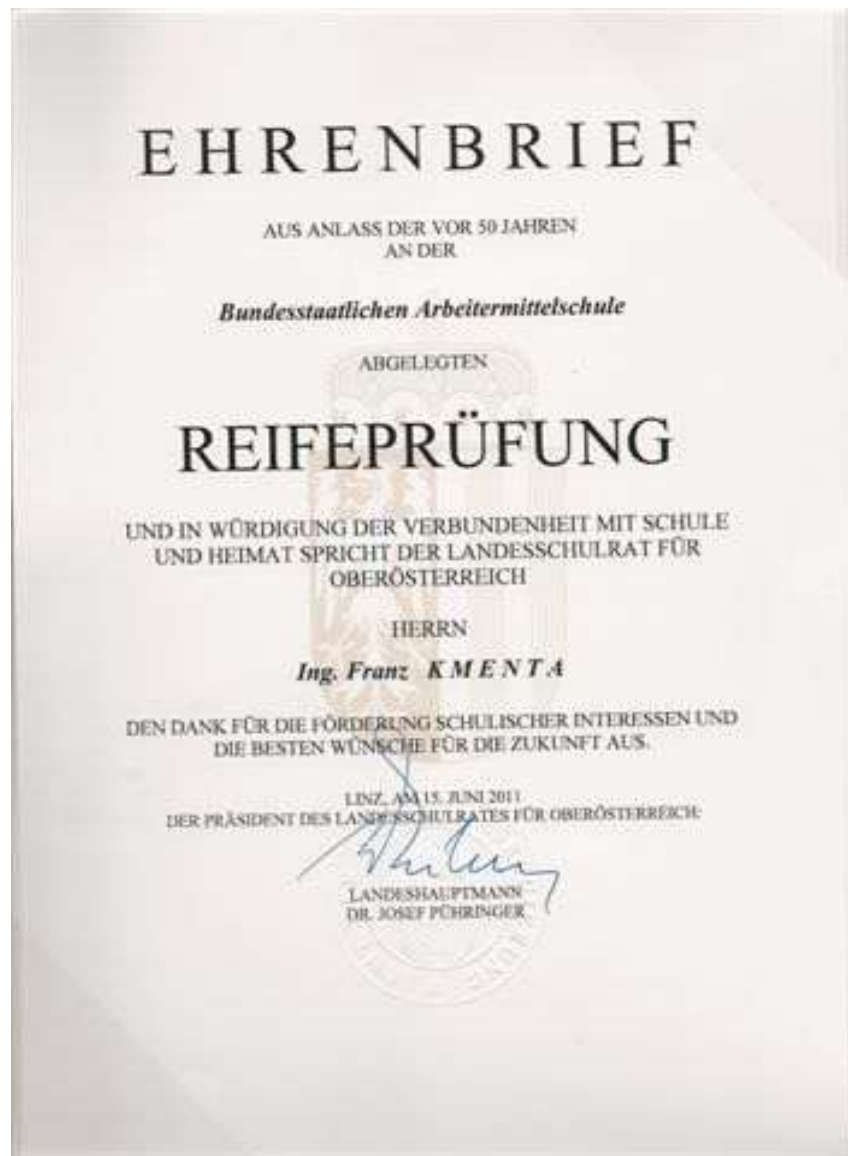 EHRENBRIEF
AUS ANLASS DER VOR 50 JAHREN
AN DER
Bundesstaatlichen Arbeitermittelschule
ABGELEGTEN
REIFEPRÜFUNG
UND IN WÜRDIGUNG DER VERBUNDENHEIT MIT SCHULE
UND HEIMAT SPRICHT DER LANDESSCHULRAT FÜR
OBERÖSTERREICH
HERRN
Ing. Franz KMENTA
DEN DANK FÜR DIE FÖRDERUNG SCHULISCHER INTERESSEN UND
DIE BESTEN WÜNSCHE FÜR DIE ZUKUNFT AUS.
LINZ, AM 15. JUNI 2011
DER PRÄSIDENT DES LANDESSCHULRATES FÜR OBERÖSTERREICH:
LANDESHAUPTMANN
DR. JOSEF PÜHRINGER